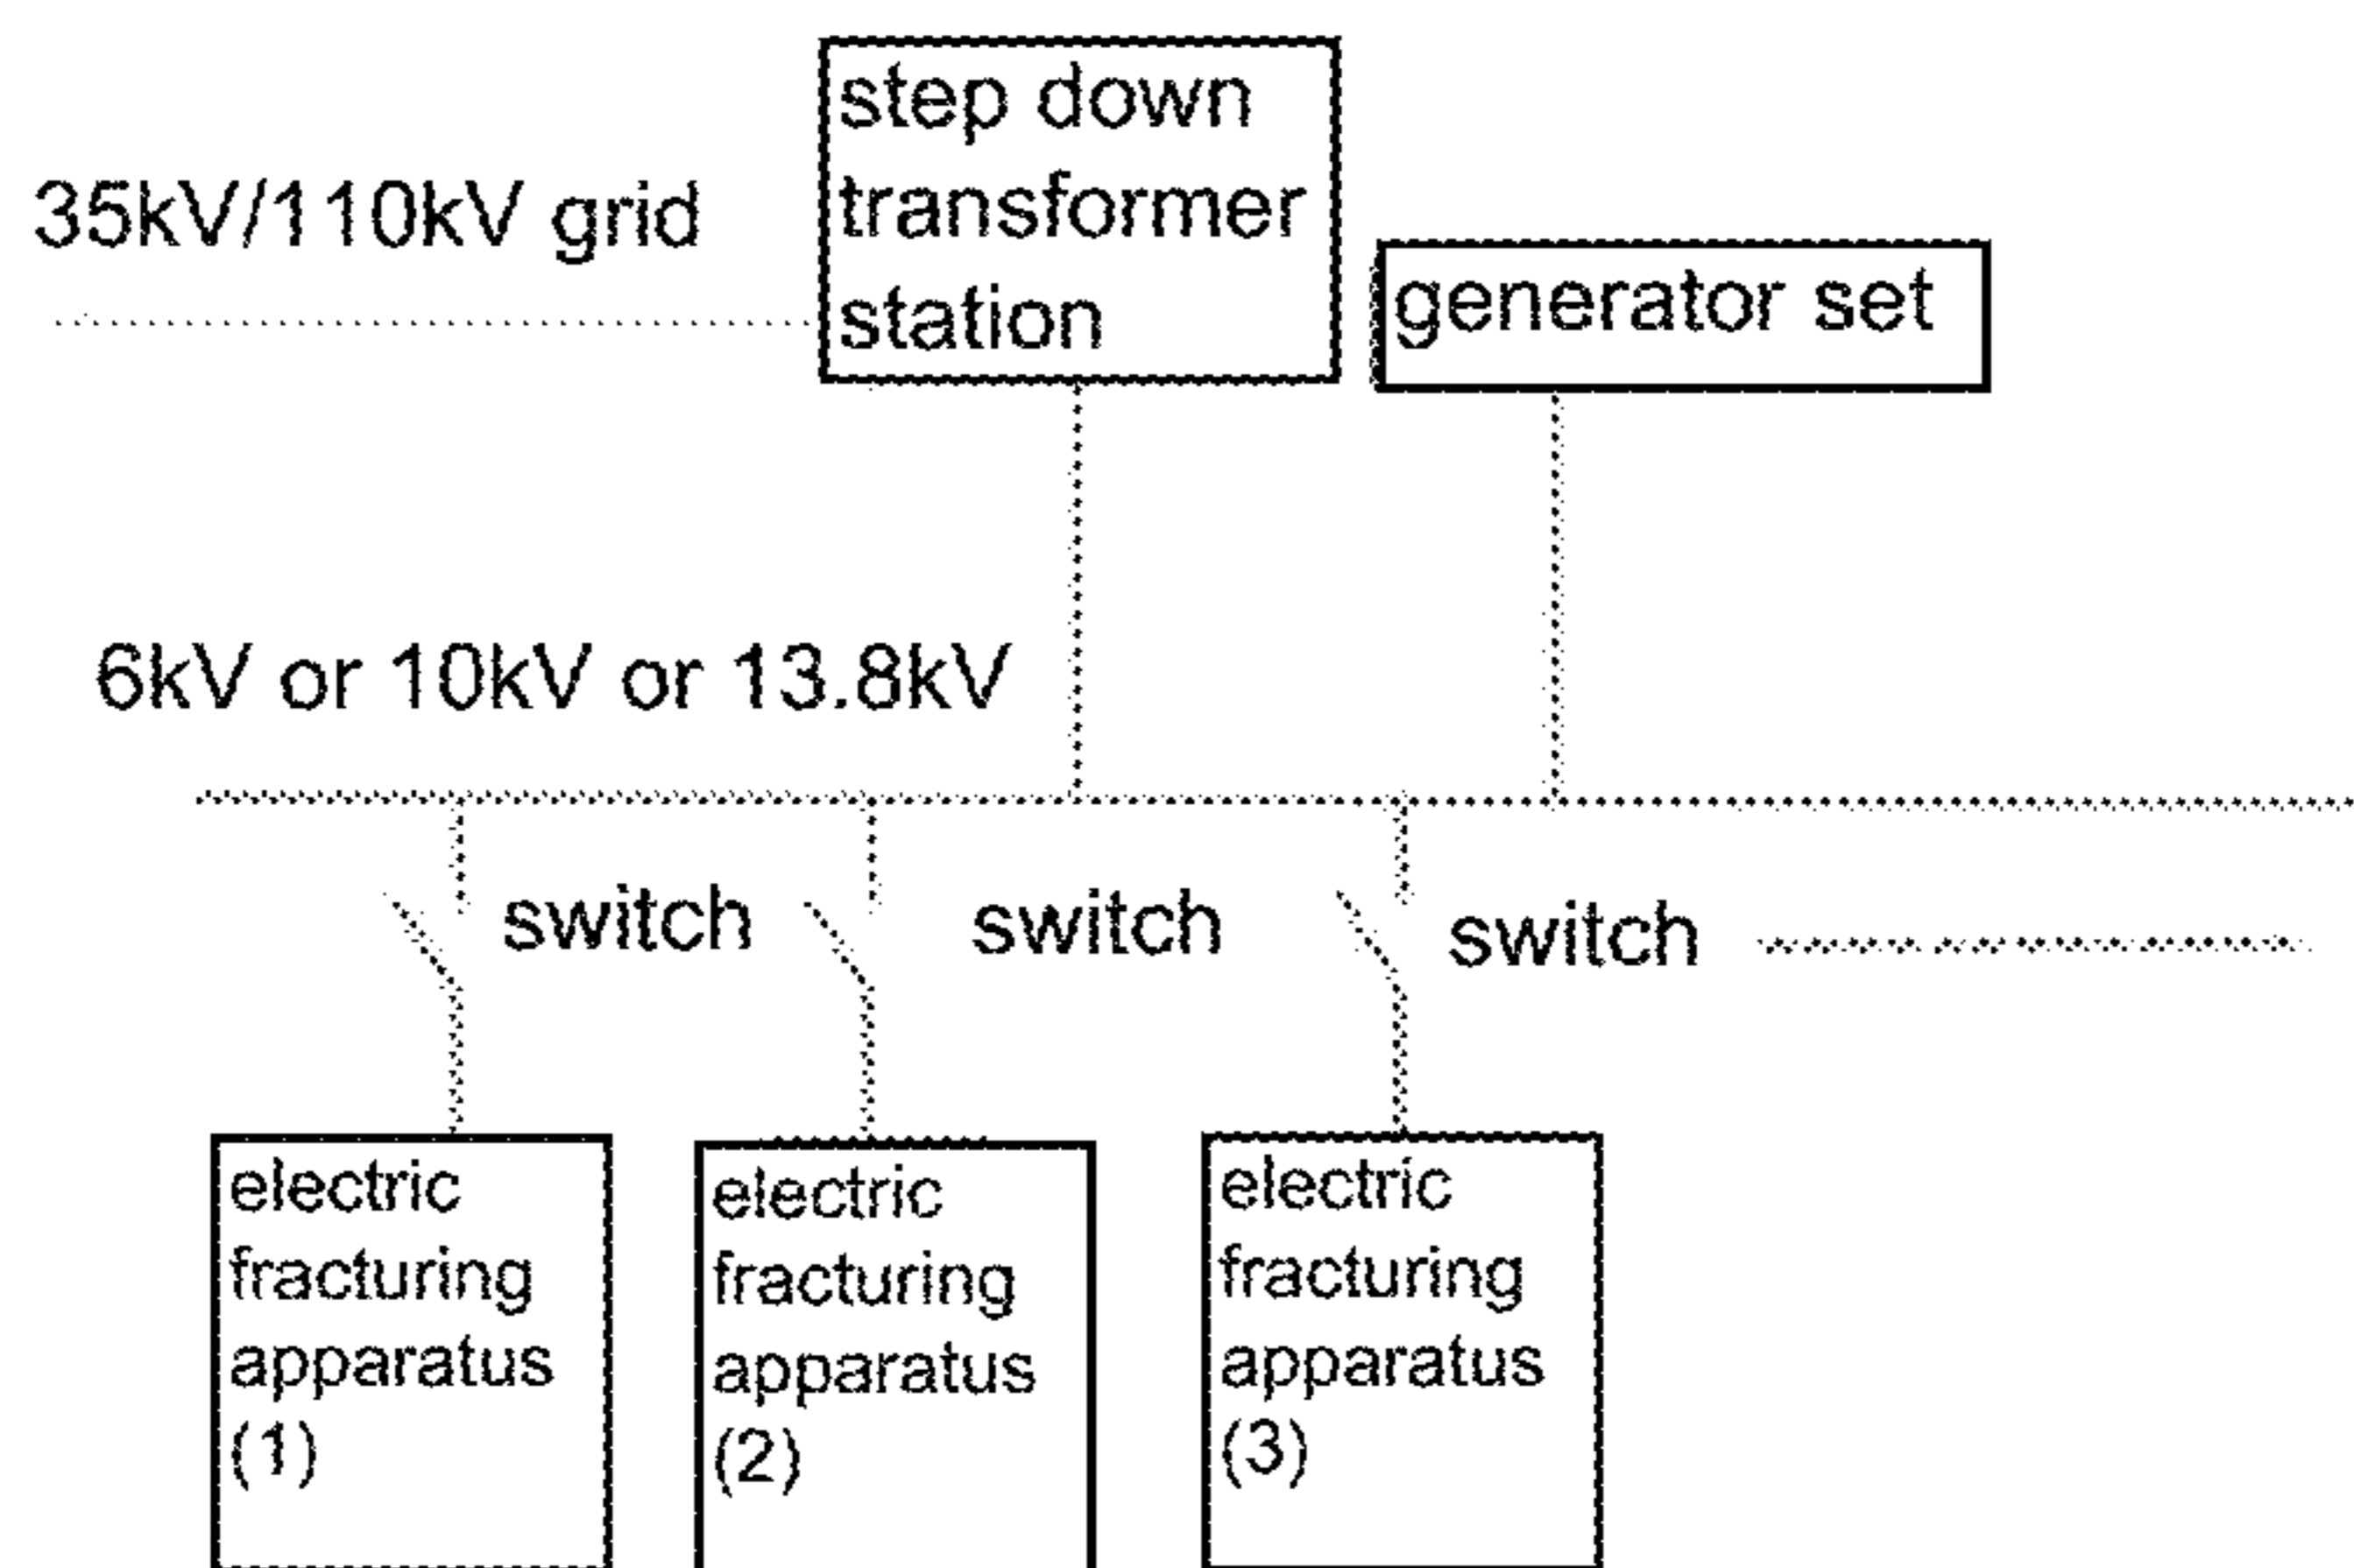 step down
transformer
station
35kV/110kV grid
generator set
6kV or 10kV or 13.8kV
switch
switch
switch
electric
fracturing
apparatus
(1)
electric
fracturing
apparatus
(2)
electric
fracturing
apparatus
(3)